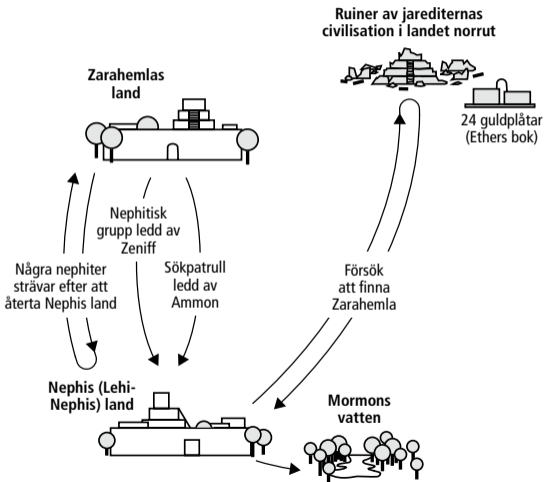 Ruiner av jarediternas
civilisation i landet norrut
Zarahemlas
land
24 guldplåtar
(Ethers bok)
Nephitisk
grupp ledd av
Zeniff
Några nephiter
strävar efter att
återta Nephis land
Sökpatrull
ledd av
Ammon
Försök
att finna
Zarahemla
Nephis (Lehi-
Nephis) land
Mormons
vatten